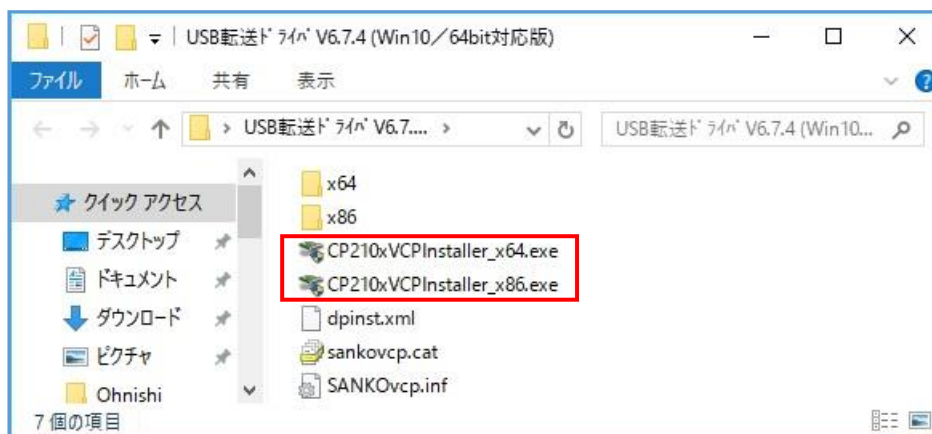 USB転送ドライバ V6.7.4 (Win10/64bit対応版)
ファイル ホーム 共有 表示
USB転送ドライバ V6.7.... USB転送ドライバ V6.7.4 (Win10...
クイック アクセス
デスクトップ
ドキュメント
ダウンロード
ピクチャ
Ohnishi
x64
x86
CP210xVCPInstaller_x64.exe
CP210xVCPInstaller_x86.exe
dpinst.xml
sankovcp.cat
SANKOvcp.inf
7 個の項目